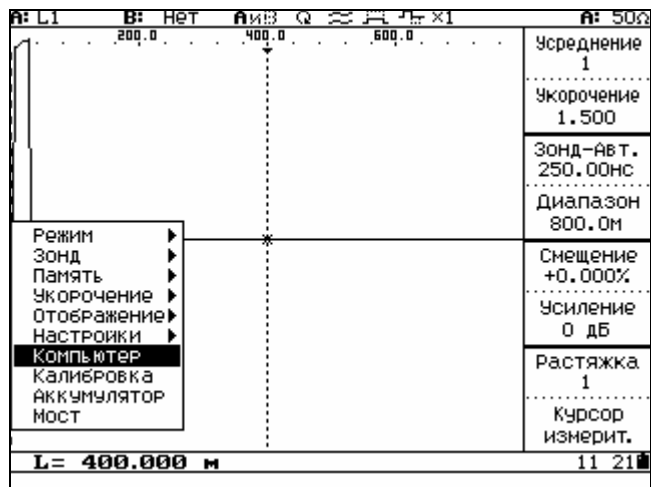 A: L1 B: Нет АиВ Q ×1 A: 50Ω
200.0 400.0 600.0
Усреднение
1
Укорочение
1.500
Зонд-Авт.
250.00нс
Диапазон
800.0м
Смещение
+0.000%
Усиление
0 дБ
Растяжка
1
Курсор
измерит.
Режим
Зонд
Память
Укорочение
Отображение
Настройки
Компьютер
Калибровка
Аккумулятор
Мост
L= 400.000 м 11 21